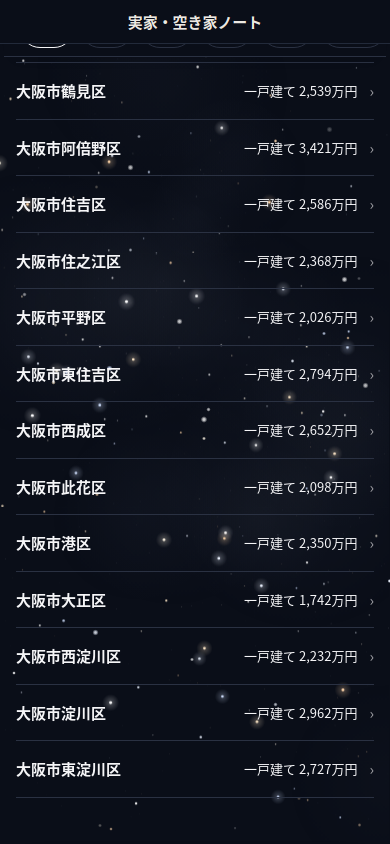 実家・空き家ノート
大阪市鶴見区 一戸建て 2,539万円 ›
大阪市阿倍野区 一戸建て 3,421万円 ›
大阪市住吉区 一戸建て 2,586万円 ›
大阪市住之江区 一戸建て 2,368万円 ›
大阪市平野区 一戸建て 2,026万円 ›
大阪市東住吉区 一戸建て 2,794万円 ›
大阪市西成区 一戸建て 2,652万円 ›
大阪市此花区 一戸建て 2,098万円 ›
大阪市港区 一戸建て 2,350万円 ›
大阪市大正区 一戸建て 1,742万円 ›
大阪市西淀川区 一戸建て 2,232万円 ›
大阪市淀川区 一戸建て 2,962万円 ›
大阪市東淀川区 一戸建て 2,727万円 ›